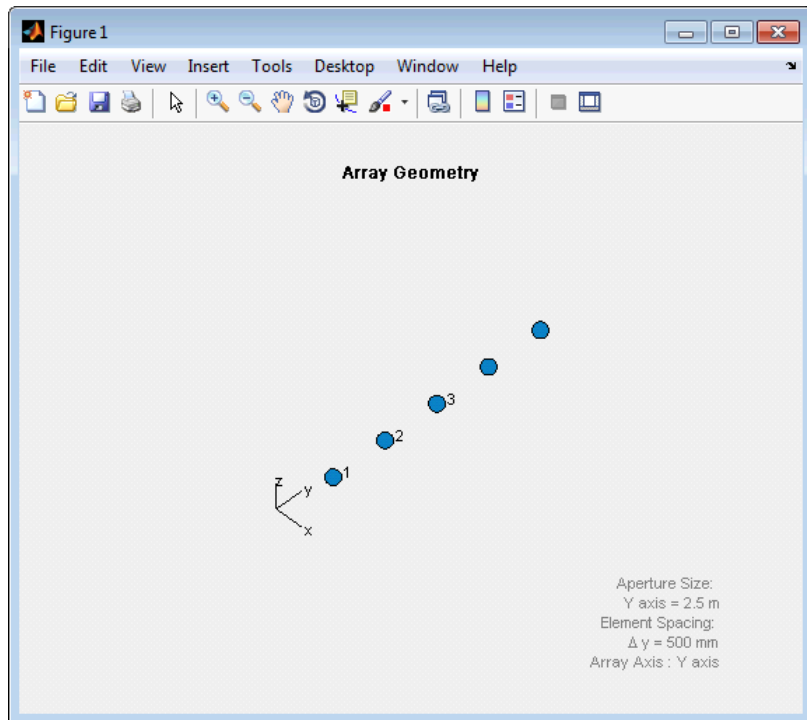 Figure 1
File Edit View Insert Tools Desktop Window Help
Array Geometry
3
2
1
z
y
x
Aperture Size:
Y axis = 2.5 m
Element Spacing:
Δ y = 500 mm
Array Axis : Y axis